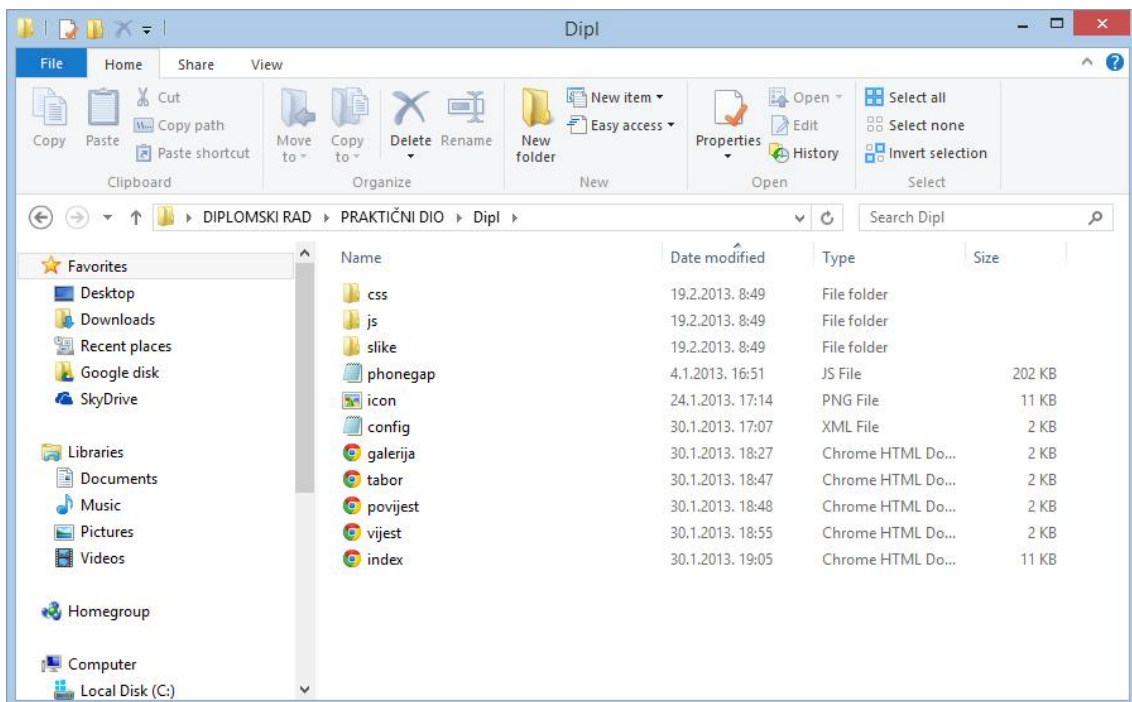 Dipl
File Home Share View
Copy Paste Cut Copy path Paste shortcut
Clipboard
Move to Copy to Delete Rename
Organize
New folder New item Easy access
New
Properties Open Edit History
Open
Select all Select none Invert selection
Select
DIPLOMSKI RAD PRAKTIČNI DIO Dipl Search Dipl
Favorites
Desktop
Downloads
Recent places
Google disk
SkyDrive
Libraries
Documents
Music
Pictures
Videos
Homegroup
Computer
Local Disk (C:)
Name Date modified Type Size
css 19.2.2013. 8:49 File folder
js 19.2.2013. 8:49 File folder
slike 19.2.2013. 8:49 File folder
phonegap 4.1.2013. 16:51 JS File 202 KB
icon 24.1.2013. 17:14 PNG File 11 KB
config 30.1.2013. 17:07 XML File 2 KB
galerija 30.1.2013. 18:27 Chrome HTML Do... 2 KB
tabor 30.1.2013. 18:47 Chrome HTML Do... 2 KB
povijest 30.1.2013. 18:48 Chrome HTML Do... 2 KB
vijest 30.1.2013. 18:55 Chrome HTML Do... 2 KB
index 30.1.2013. 19:05 Chrome HTML Do... 11 KB